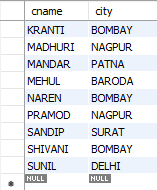 cname city
KRANTI BOMBAY
MADHURI NAGPUR
MANDAR PATNA
MEHUL BARODA
NAREN BOMBAY
PRAMOD NAGPUR
SANDIP SURAT
SHIVANI BOMBAY
SUNIL DELHI
NULL NULL